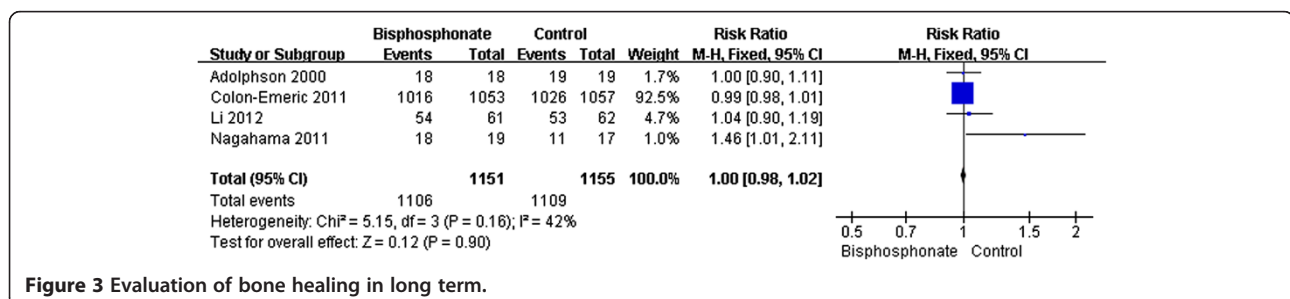 Bisphosphonate Control Risk Ratio Risk Ratio
Study or Subgroup Events Total Events Total Weight M-H, Fixed, 95% CI M-H, Fixed, 95% CI
Adolphson 2000 18 18 19 19 1.7% 1.00 [0.90, 1.11]
Colon-Emeric 2011 1016 1053 1026 1057 92.5% 0.99 [0.98, 1.01]
Li 2012 54 61 53 62 4.7% 1.04 [0.90, 1.19]
Nagahama 2011 18 19 11 17 1.0% 1.46 [1.01, 2.11]
Total (95% CI) 1151 1155 100.0% 1.00 [0.98, 1.02]
Total events 1106 1109
Heterogeneity: Chi² = 5.15, df = 3 (P = 0.16); I² = 42%
Test for overall effect: Z = 0.12 (P = 0.90)
0.5 0.7 1 1.5 2
Bisphosphonate Control
Figure 3 Evaluation of bone healing in long term.